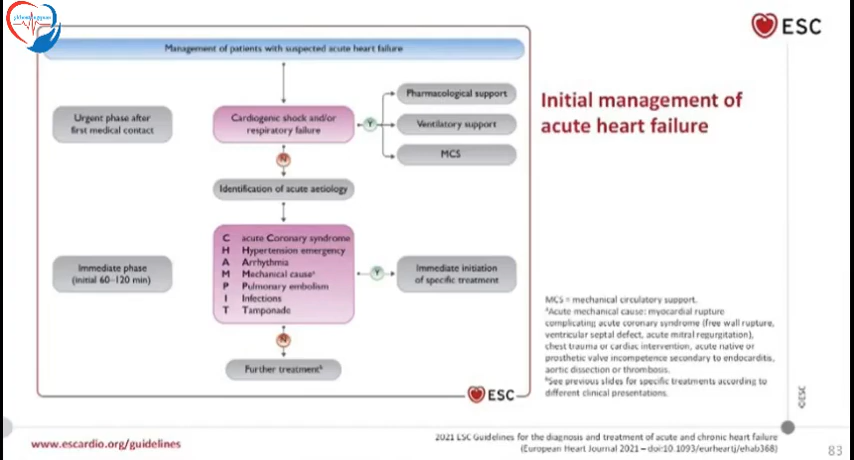 ESC
Management of patients with suspected acute heart failure
Urgent phase after
first medical contact
Cardiogenic shock and/or
respiratory failure
Y
Pharmacological support
Ventilatory support
MCS
N
Identification of acute aetiology
Immediate phase
(initial 60–120 min)
C acute Coronary syndrome
H Hypertension emergency
A Arrhythmia
M Mechanical causeᵃ
P Pulmonary embolism
I Infections
T Tamponade
Y
Immediate initiation
of specific treatment
N
Further treatmentᵇ
ESC
Initial management of
acute heart failure
MCS = mechanical circulatory support.
ᵃAcute mechanical cause: myocardial rupture
complicating acute coronary syndrome (free wall rupture,
ventricular septal defect, acute mitral regurgitation),
chest trauma or cardiac intervention, acute native or
prosthetic valve incompetence secondary to endocarditis,
aortic dissection or thrombosis.
ᵇSee previous slides for specific treatments according to
different clinical presentations.
©ESC
www.escardio.org/guidelines
2021 ESC Guidelines for the diagnosis and treatment of acute and chronic heart failure
(European Heart Journal 2021 – doi:10.1093/eurheartj/ehab368)
83